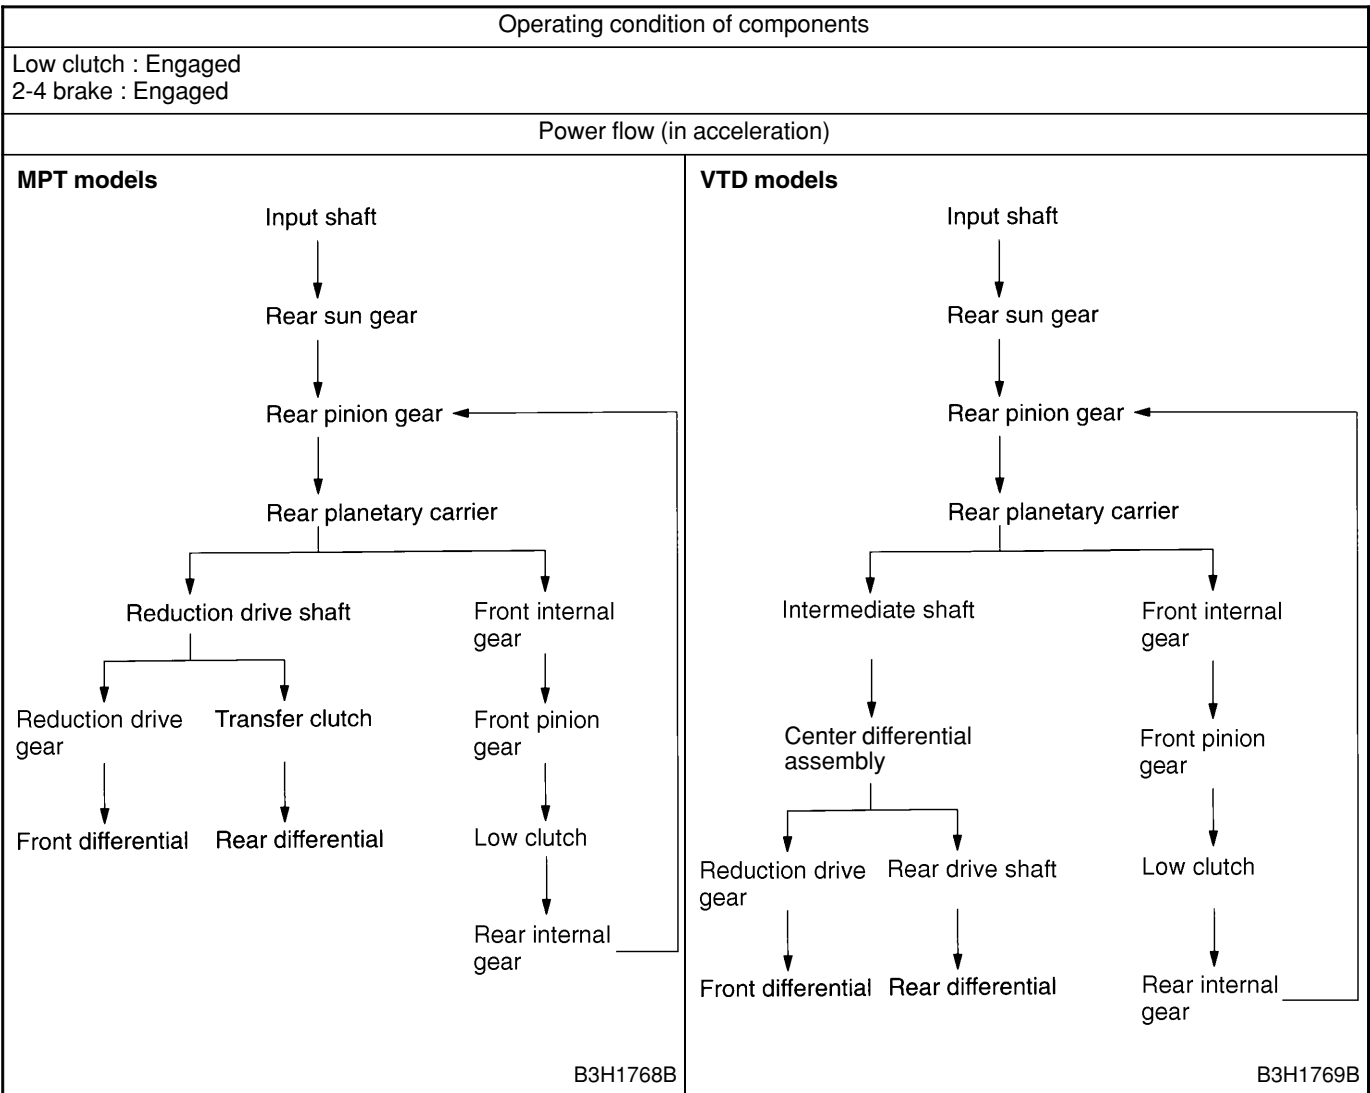 Operating condition of components
Low clutch : Engaged
2-4 brake : Engaged
Power flow (in acceleration)
MPT models
Input shaft
Rear sun gear
Rear pinion gear
Rear planetary carrier
Reduction drive shaft
Front internal
gear
Reduction drive
gear
Transfer clutch
Front pinion
gear
Front differential
Rear differential
Low clutch
Rear internal
gear
B3H1768B
VTD models
Input shaft
Rear sun gear
Rear pinion gear
Rear planetary carrier
Intermediate shaft
Front internal
gear
Center differential
assembly
Front pinion
gear
Reduction drive
gear
Rear drive shaft
Low clutch
Front differential
Rear differential
Rear internal
gear
B3H1769B